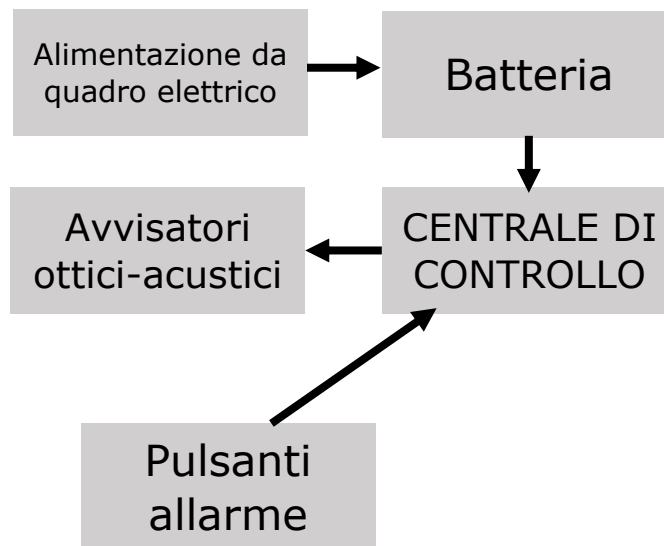 Alimentazione da
quadro elettrico
Batteria
Avvisatori
ottici-acustici
CENTRALE DI
CONTROLLO
Pulsanti
allarme